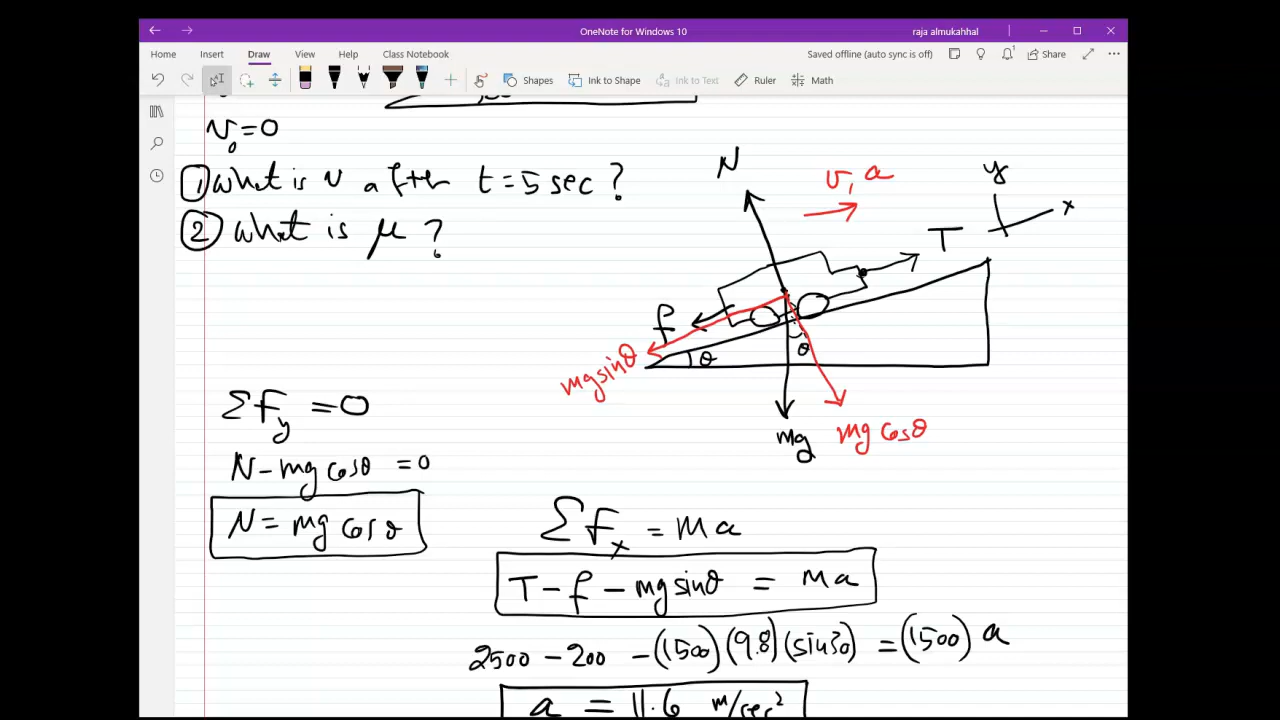 OneNote for Windows 10
raja almukahhal
Home Insert Draw View Help Class Notebook
Saved offline (auto sync is off) Share
Shapes Ink to Shape Ink to Text Ruler Math
v₀=0
① What is v after t=5 sec?
② What is μ?
N
v, a
y
x
T
f
mg sinθ
θ
θ
mg
mg cosθ
ΣFy =0
N-mg cosθ =0
N= mg cosθ
ΣFx = Ma
T-f-mg sinθ = Ma
2500-200-(1500)(9.8)(sin30)=(1500) a
a = 11.6 m/sec²